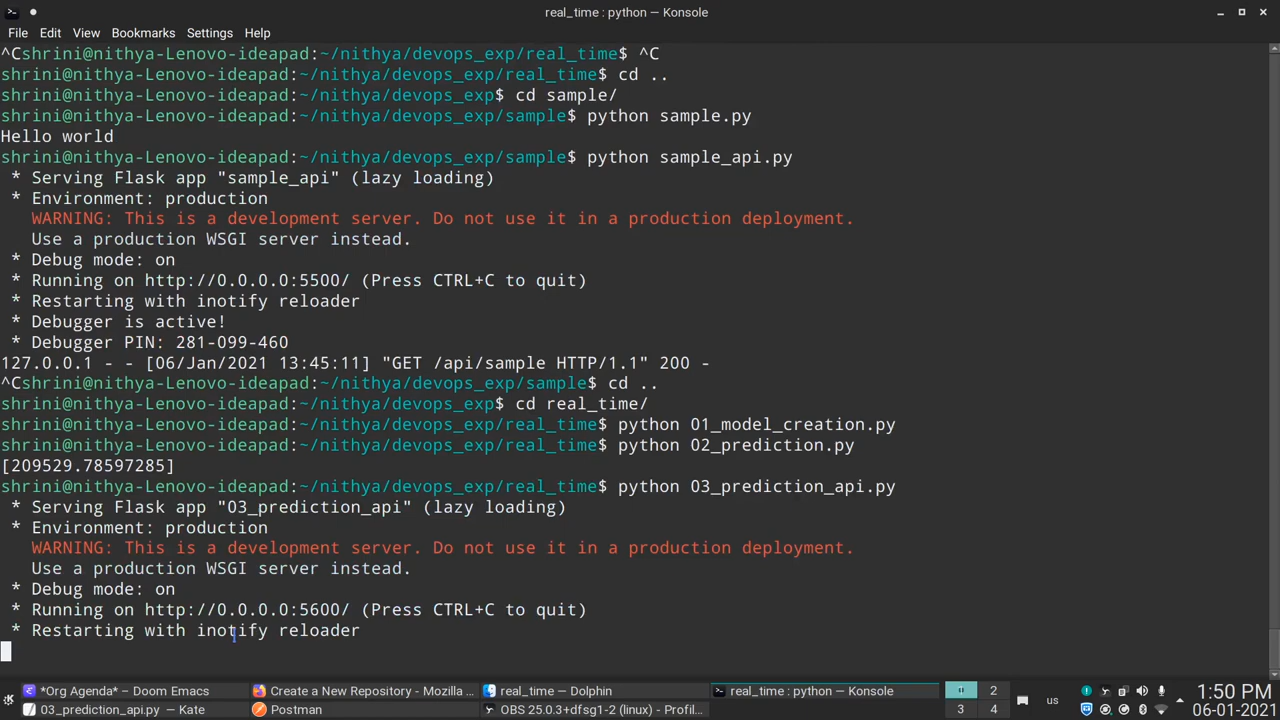 real_time : python — Konsole
File Edit View Bookmarks Settings Help
^Cshrini@nithya-Lenovo-ideapad:~/nithya/devops_exp/real_time$ ^C
shrini@nithya-Lenovo-ideapad:~/nithya/devops_exp/real_time$ cd ..
shrini@nithya-Lenovo-ideapad:~/nithya/devops_exp$ cd sample/
shrini@nithya-Lenovo-ideapad:~/nithya/devops_exp/sample$ python sample.py
Hello world
shrini@nithya-Lenovo-ideapad:~/nithya/devops_exp/sample$ python sample_api.py
* Serving Flask app "sample_api" (lazy loading)
* Environment: production
WARNING: This is a development server. Do not use it in a production deployment.
Use a production WSGI server instead.
* Debug mode: on
* Running on http://0.0.0.0:5500/ (Press CTRL+C to quit)
* Restarting with inotify reloader
* Debugger is active!
* Debugger PIN: 281-099-460
127.0.0.1 - - [06/Jan/2021 13:45:11] "GET /api/sample HTTP/1.1" 200 -
^Cshrini@nithya-Lenovo-ideapad:~/nithya/devops_exp/sample$ cd ..
shrini@nithya-Lenovo-ideapad:~/nithya/devops_exp$ cd real_time/
shrini@nithya-Lenovo-ideapad:~/nithya/devops_exp/real_time$ python 01_model_creation.py
shrini@nithya-Lenovo-ideapad:~/nithya/devops_exp/real_time$ python 02_prediction.py
[209529.78597285]
shrini@nithya-Lenovo-ideapad:~/nithya/devops_exp/real_time$ python 03_prediction_api.py
* Serving Flask app "03_prediction_api" (lazy loading)
* Environment: production
WARNING: This is a development server. Do not use it in a production deployment.
Use a production WSGI server instead.
* Debug mode: on
* Running on http://0.0.0.0:5600/ (Press CTRL+C to quit)
* Restarting with inotify reloader
*Org Agenda* – Doom Emacs Create a New Repository - Mozilla ... real_time — Dolphin real_time : python — Konsole 2 us 1:50 PM
03_prediction_api.py — Kate Postman OBS 25.0.3+dfsg1-2 (linux) - Profil... 3 4 06-01-2021